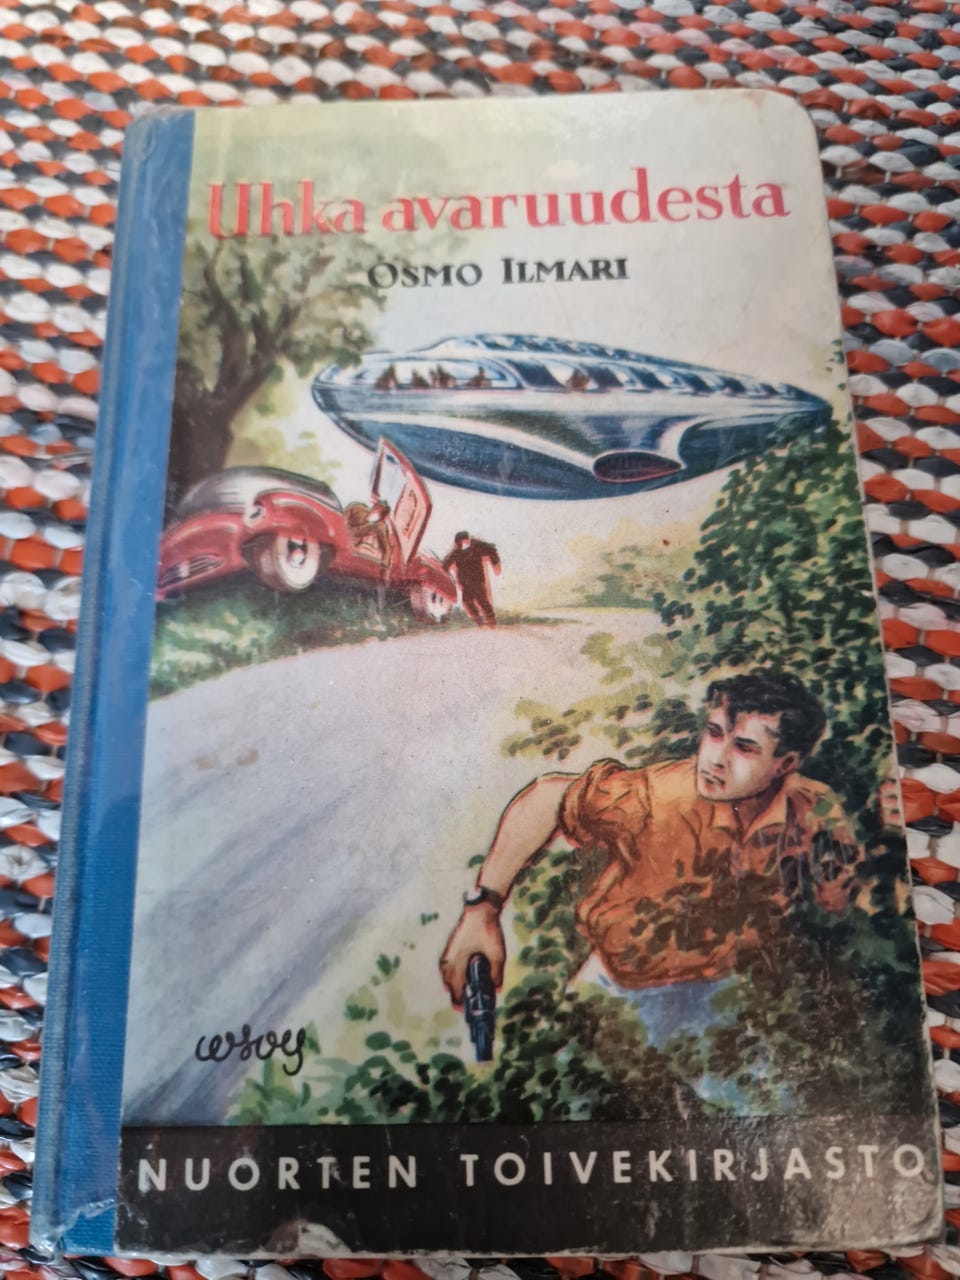 Uhka avaruudesta
OSMO ILMARI
wsoy
NUORTEN TOIVEKIRJASTO